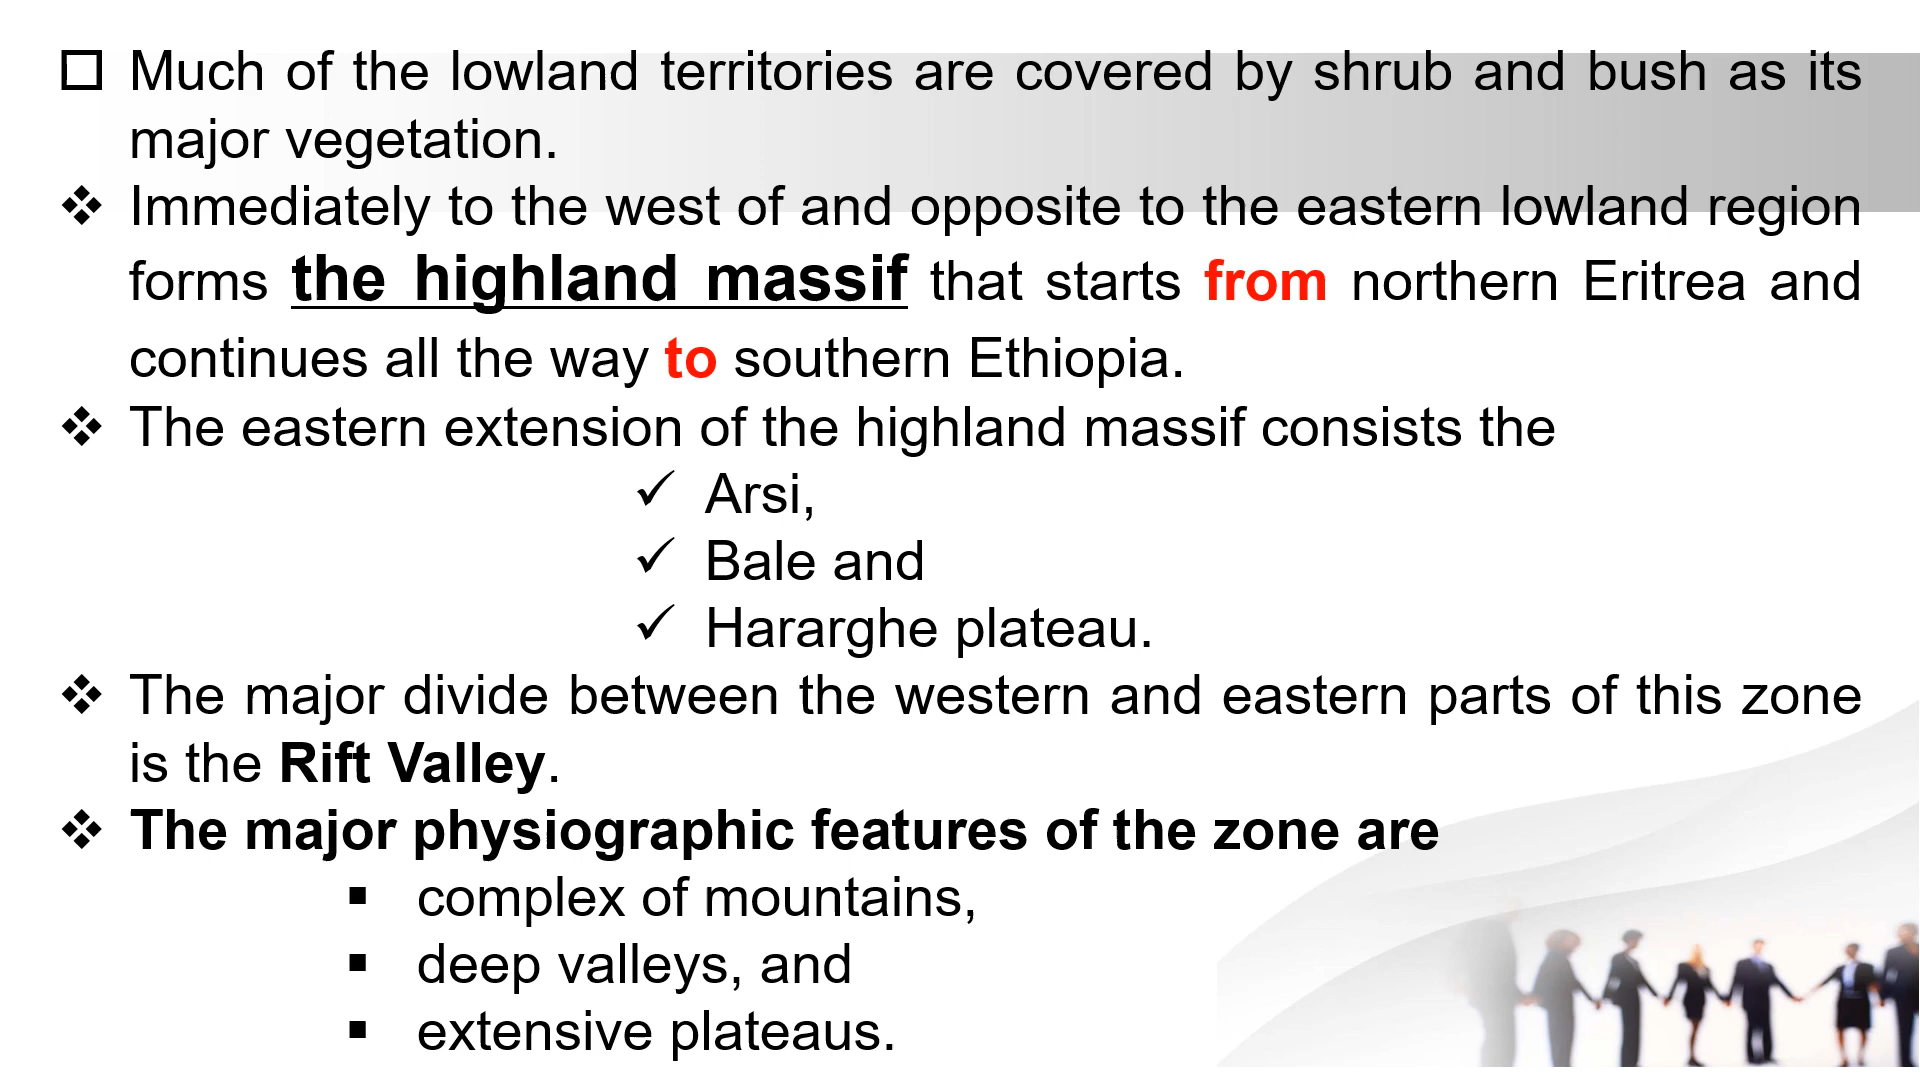 Much of the lowland territories are covered by shrub and bush as its
major vegetation.
Immediately to the west of and opposite to the eastern lowland region
forms the highland massif that starts from northern Eritrea and
continues all the way to southern Ethiopia.
The eastern extension of the highland massif consists the
Arsi,
Bale and
Hararghe plateau.
The major divide between the western and eastern parts of this zone
is the Rift Valley.
The major physiographic features of the zone are
complex of mountains,
deep valleys, and
extensive plateaus.